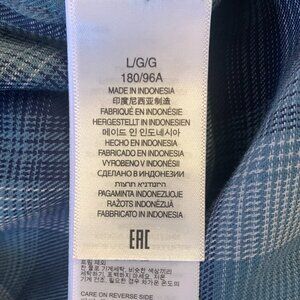 L/G/G
180/96A
MADE IN INDONESIA
印度尼西亚制造
FABRIQUÉ EN INDONÉSIE
HERGESTELLT IN INDONESIEN
메이드 인 인도네시아
HECHO EN INDONESIA
FABRICADO EN INDONESIA
VYROBENO V INDONÉSII
СДЕЛАНО В ИНДОНЕЗИИ
תוצרת אינדונזיה
PAGAMINTA INDONEZIJOJE
RAŽOTS INDONĒZIJĀ
FABBRICATO IN INDONESIA
EAC
CARE ON REVERSE SIDE